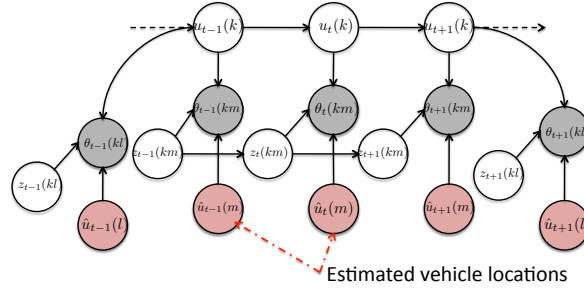 u_{t-1}(k) u_t(k) u_{t+1}(k)
θ_{t-1}(km θ_t(km θ_{t+1}(km
θ_{t-1}(kl) z_{t-1}(km) z_t(km) z_{t+1}(km) θ_{t+1}(kl)
z_{t-1}(kl) z_{t+1}(kl)
û_{t-1}(l) û_{t-1}(m) û_t(m) û_{t+1}(m) û_{t+1}(l)
Estimated vehicle locations